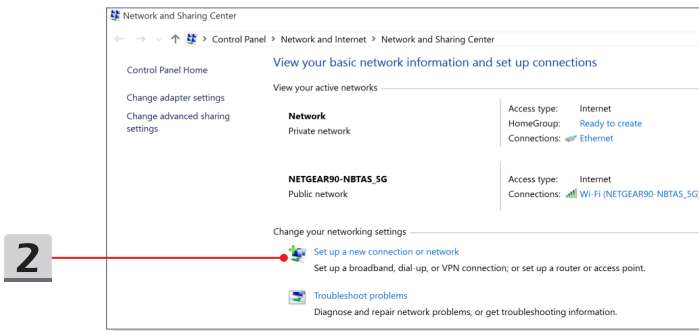 Network and Sharing Center
Control Panel > Network and Internet > Network and Sharing Center
Control Panel Home
Change adapter settings
Change advanced sharing
settings
View your basic network information and set up connections
View your active networks
Network
Private network
Access type: Internet
HomeGroup: Ready to create
Connections: Ethernet
NETGEAR90-NBTAS_5G
Public network
Access type: Internet
Connections: Wi-Fi (NETGEAR90-NBTAS_5G)
Change your networking settings
2
Set up a new connection or network
Set up a broadband, dial-up, or VPN connection; or set up a router or access point.
Troubleshoot problems
Diagnose and repair network problems, or get troubleshooting information.